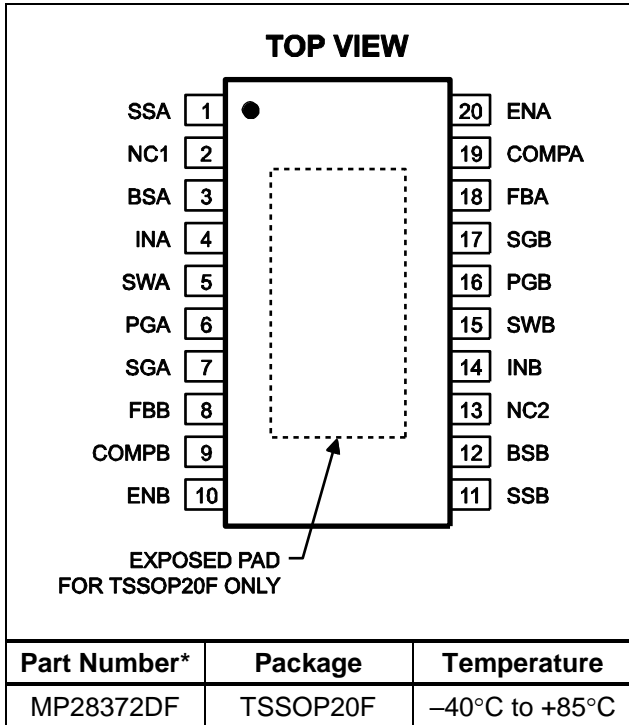 TOP VIEW
SSA 1 20 ENA
NC1 2 19 COMPA
BSA 3 18 FBA
INA 4 17 SGB
SWA 5 16 PGB
PGA 6 15 SWB
SGA 7 14 INB
FBB 8 13 NC2
COMPB 9 12 BSB
ENB 10 11 SSB
EXPOSED PAD
FOR TSSOP20F ONLY
Part Number* Package Temperature
MP28372DF TSSOP20F –40°C to +85°C